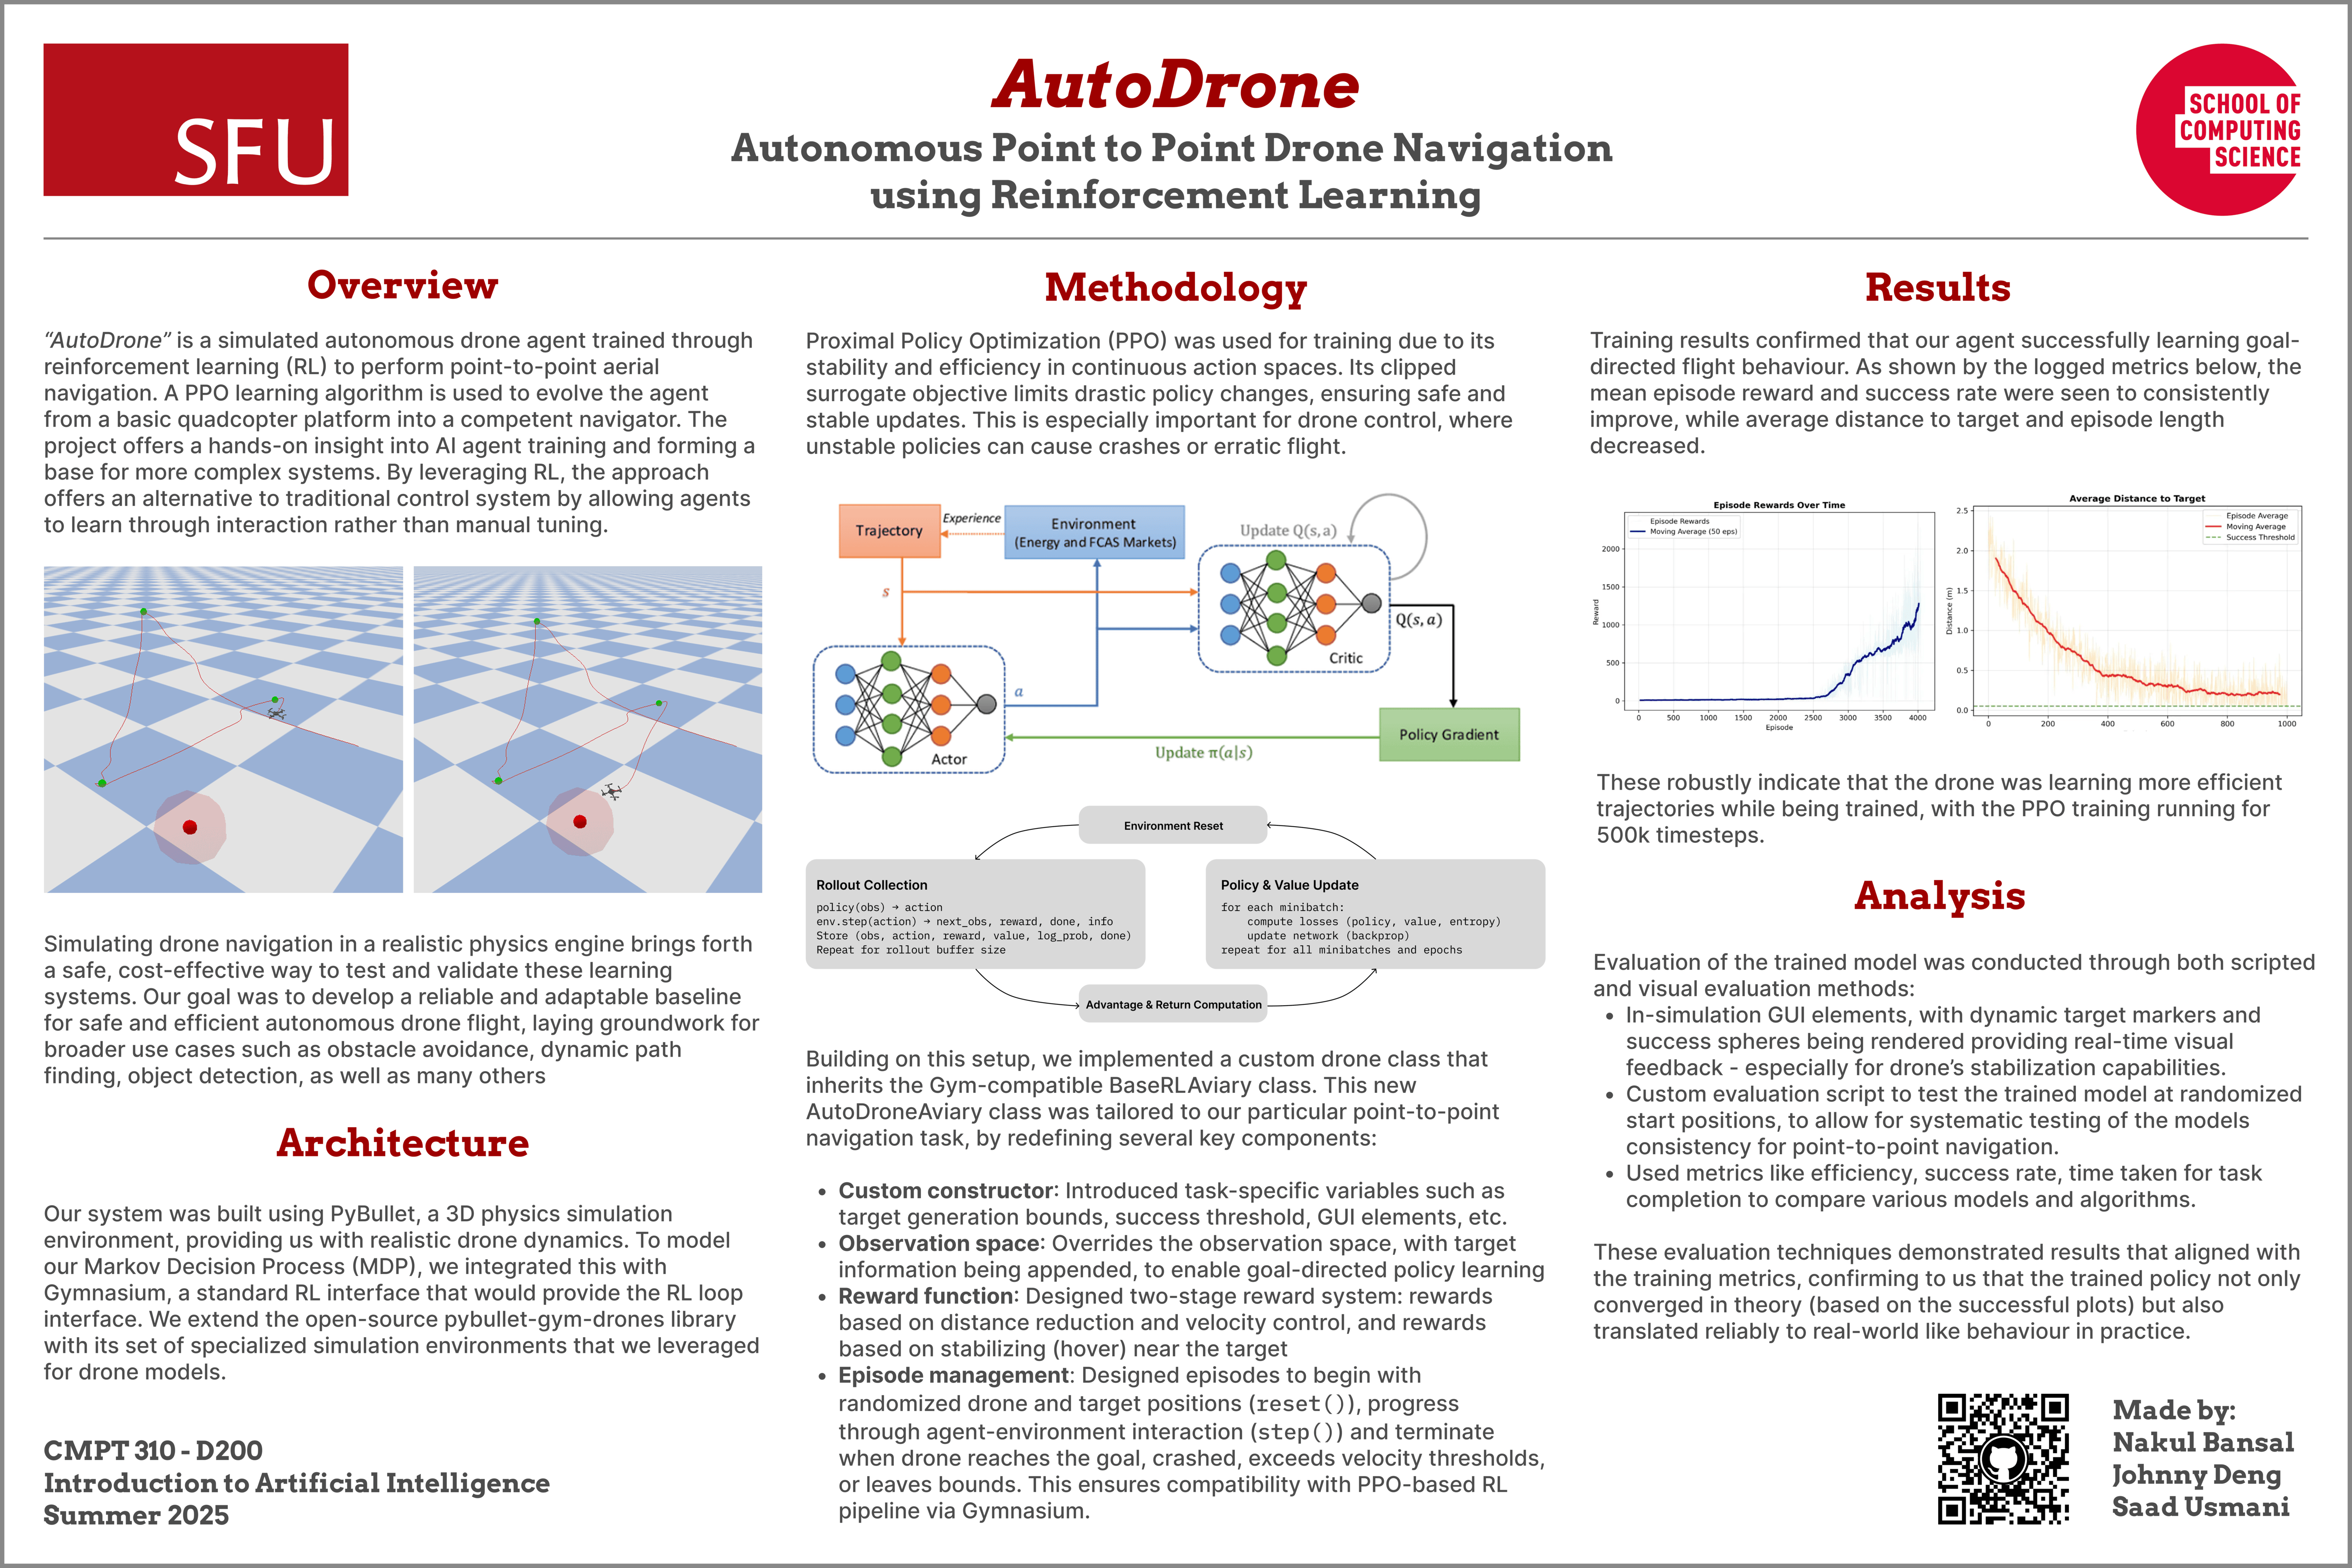 SFU
AutoDrone
Autonomous Point to Point Drone Navigation
using Reinforcement Learning
SCHOOL OF
COMPUTING
SCIENCE
Overview
“AutoDrone” is a simulated autonomous drone agent trained through
reinforcement learning (RL) to perform point-to-point aerial
navigation. A PPO learning algorithm is used to evolve the agent
from a basic quadcopter platform into a competent navigator. The
project offers a hands-on insight into AI agent training and forming a
base for more complex systems. By leveraging RL, the approach
offers an alternative to traditional control system by allowing agents
to learn through interaction rather than manual tuning.
Simulating drone navigation in a realistic physics engine brings forth
a safe, cost-effective way to test and validate these learning
systems. Our goal was to develop a reliable and adaptable baseline
for safe and efficient autonomous drone flight, laying groundwork for
broader use cases such as obstacle avoidance, dynamic path
finding, object detection, as well as many others
Architecture
Our system was built using PyBullet, a 3D physics simulation
environment, providing us with realistic drone dynamics. To model
our Markov Decision Process (MDP), we integrated this with
Gymnasium, a standard RL interface that would provide the RL loop
interface. We extend the open-source pybullet-gym-drones library
with its set of specialized simulation environments that we leveraged
for drone models.
CMPT 310 - D200
Introduction to Artificial Intelligence
Summer 2025
Methodology
Proximal Policy Optimization (PPO) was used for training due to its
stability and efficiency in continuous action spaces. Its clipped
surrogate objective limits drastic policy changes, ensuring safe and
stable updates. This is especially important for drone control, where
unstable policies can cause crashes or erratic flight.
Trajectory
Experience
Environment
(Energy and FCAS Markets)
Update Q(s,a)
s
Critic
Q(s, a)
a
Actor
Policy Gradient
Update π(a|s)
Environment Reset
Rollout Collection
policy(obs) → action
env.step(action) → next_obs, reward, done, info
Store (obs, action, reward, value, log_prob, done)
Repeat for rollout buffer size
Policy & Value Update
for each minibatch:
compute losses (policy, value, entropy)
update network (backprop)
repeat for all minibatches and epochs
Advantage & Return Computation
Building on this setup, we implemented a custom drone class that
inherits the Gym-compatible BaseRLAviary class. This new
AutoDroneAviary class was tailored to our particular point-to-point
navigation task, by redefining several key components:
• Custom constructor: Introduced task-specific variables such as
target generation bounds, success threshold, GUI elements, etc.
• Observation space: Overrides the observation space, with target
information being appended, to enable goal-directed policy learning
• Reward function: Designed two-stage reward system: rewards
based on distance reduction and velocity control, and rewards
based on stabilizing (hover) near the target
• Episode management: Designed episodes to begin with
randomized drone and target positions (reset()), progress
through agent-environment interaction (step()) and terminate
when drone reaches the goal, crashed, exceeds velocity thresholds,
or leaves bounds. This ensures compatibility with PPO-based RL
pipeline via Gymnasium.
Results
Training results confirmed that our agent successfully learning goal-
directed flight behaviour. As shown by the logged metrics below, the
mean episode reward and success rate were seen to consistently
improve, while average distance to target and episode length
decreased.
Episode Rewards Over Time
Episode Rewards
Moving Average (50 eps)
Reward
2000
1500
1000
500
0
0 500 1000 1500 2000 2500 3000 3500 4000
Episode
Average Distance to Target
Episode Average
Moving Average
Success Threshold
Distance (m)
2.5
2.0
1.5
1.0
0.5
0.0
0 200 400 600 800 1000
These robustly indicate that the drone was learning more efficient
trajectories while being trained, with the PPO training running for
500k timesteps.
Analysis
Evaluation of the trained model was conducted through both scripted
and visual evaluation methods:
• In-simulation GUI elements, with dynamic target markers and
success spheres being rendered providing real-time visual
feedback - especially for drone’s stabilization capabilities.
• Custom evaluation script to test the trained model at randomized
start positions, to allow for systematic testing of the models
consistency for point-to-point navigation.
• Used metrics like efficiency, success rate, time taken for task
completion to compare various models and algorithms.
These evaluation techniques demonstrated results that aligned with
the training metrics, confirming to us that the trained policy not only
converged in theory (based on the successful plots) but also
translated reliably to real-world like behaviour in practice.
Made by:
Nakul Bansal
Johnny Deng
Saad Usmani